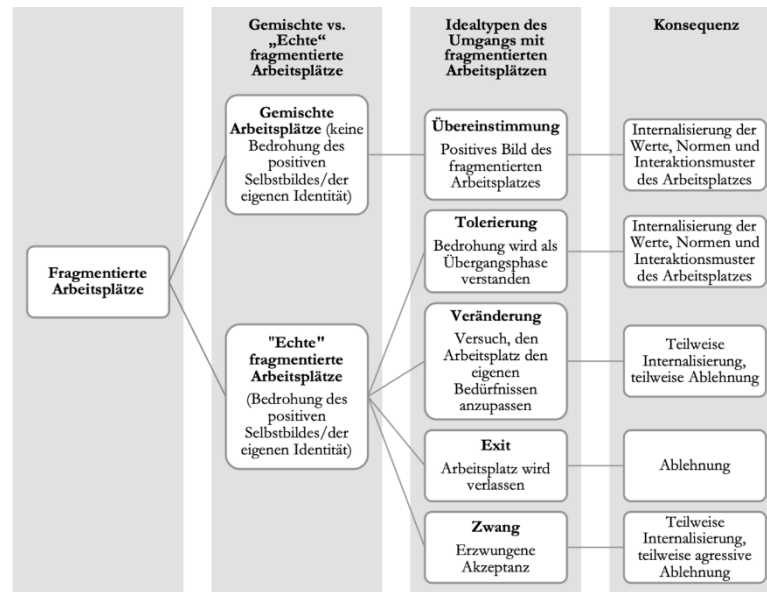 Gemischte vs.
„Echte“
fragmentierte
Arbeitsplätze
Idealtypen des
Umgangs mit
fragmentierten
Arbeitsplätzen
Konsequenz
Fragmentierte
Arbeitsplätze
Gemischte
Arbeitsplätze (keine
Bedrohung des
positiven
Selbstbildes/der
eigenen Identität)
"Echte"
fragmentierte
Arbeitsplätze
(Bedrohung des
positiven
Selbstbildes/der
eigenen Identität)
Übereinstimmung
Positives Bild des
fragmentierten
Arbeitsplatzes
Internalisierung der
Werte, Normen und
Interaktionsmuster
des Arbeitsplatzes
Tolerierung
Bedrohung wird als
Übergangsphase
verstanden
Internalisierung der
Werte, Normen und
Interaktionsmuster
des Arbeitsplatzes
Veränderung
Versuch, den
Arbeitsplatz den
eigenen
Bedürfnissen
anzupassen
Teilweise
Internalisierung,
teilweise Ablehnung
Exit
Arbeitsplatz wird
verlassen
Ablehnung
Zwang
Erzwungene
Akzeptanz
Teilweise
Internalisierung,
teilweise agressive
Ablehnung